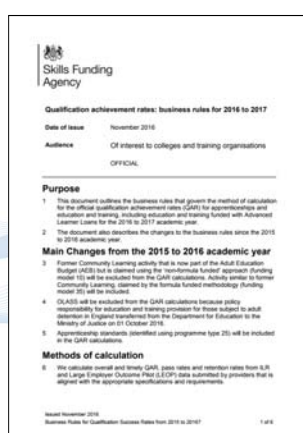 Skills Funding
Agency
Qualification achievement rates: business rules for 2016 to 2017
Date of issue November 2016
Audience Of interest to colleges and training organisations
OFFICIAL
Purpose
1 This document outlines the business rules that govern the method of calculation
for the official qualification achievement rates (QAR) for apprenticeships and
education and training, including education and training funded with Advanced
Learner Loans for the 2016 to 2017 academic year.
2 The document also describes the changes to the business rules since the 2015
to 2016 academic year.
Main Changes from the 2015 to 2016 academic year
3 Former Community Learning activity that is now part of the Adult Education
Budget (AEB) but is claimed using the 'non-formula funded' approach (funding
model 10) will be excluded from the QAR calculations. Activity similar to former
Community Learning, claimed by the formula funded methodology (funding
model 35) will be included.
4 OLASS will be excluded from the QAR calculations because policy
responsibility for education and training provision for those subject to adult
detention in England transferred from the Department for Education to the
Ministry of Justice on 01 October 2016.
5 Apprenticeship standards (identified using programme type 25) will be included
in the QAR calculations.
Methods of calculation
6 We calculate overall and timely QAR, pass rates and retention rates from ILR
and Large Employer Outcome Pilot (LEOP) data submitted by providers that is
aligned with the appropriate specifications and requirements.
Issued November 2016
Business Rules for Qualification Success Rates from 2015 to 2016? 1 of 6